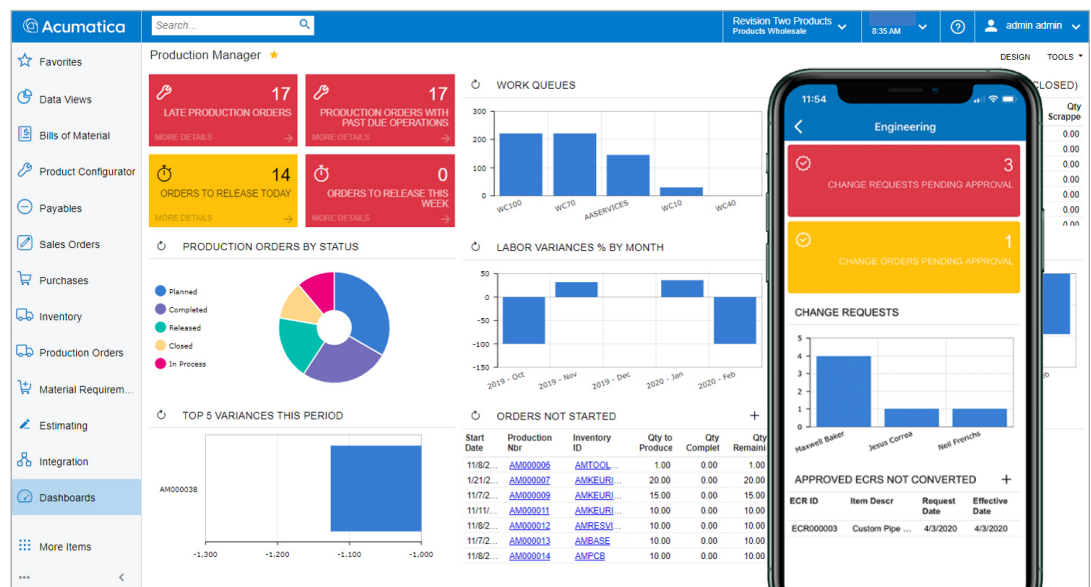 Acumatica
Search...
Revision Two Products
Products Wholesale
8:35 AM
admin admin
Favorites
Data Views
Bills of Material
Product Configurator
Payables
Sales Orders
Purchases
Inventory
Production Orders
Material Requirem...
Estimating
Integration
Dashboards
More Items
Production Manager
DESIGN TOOLS
17
LATE PRODUCTION ORDERS
MORE DETAILS
17
PRODUCTION ORDERS WITH
PAST DUE OPERATIONS
MORE DETAILS
14
ORDERS TO RELEASE TODAY
MORE DETAILS
0
ORDERS TO RELEASE THIS
WEEK
MORE DETAILS
PRODUCTION ORDERS BY STATUS
Planned
Completed
Released
Closed
In Process
TOP 5 VARIANCES THIS PERIOD
AM000038
-1,300 -1,200 -1,100 -1,000
WORK QUEUES
300
200
100
0
WC100 WC70 AASERVICES WC10 WC40
LABOR VARIANCES % BY MONTH
50
0
-50
-100
-150
2019 - Oct 2019 - Nov 2019 - Dec 2020 - Jan 2020 - Feb
ORDERS NOT STARTED
Start Date Production Nbr Inventory ID Qty to Produce Qty Complet Qty Remaini
11/8/2... AM000006 AMTOOL... 1.00 0.00 1.00
1/21/2... AM000007 AMKEURI... 20.00 0.00 20.00
11/7/2... AM000009 AMKEURI... 15.00 0.00 15.00
11/11/... AM000011 AMKEURI... 10.00 0.00 10.00
11/8/2... AM000012 AMRESVI... 10.00 0.00 10.00
11/7/2... AM000013 AMBASE 10.00 0.00 10.00
11/8/2... AM000014 AMPCB 10.00 0.00 10.00
CLOSED)
Qty
Scrappe
0.00
0.00
0.00
0.00
0.00
0.00
0.00
11:54
Engineering
3
CHANGE REQUESTS PENDING APPROVAL
1
CHANGE ORDERS PENDING APPROVAL
CHANGE REQUESTS
5
4
3
2
1
0
Maxwell Baker Jesus Correa Neil Frerichs
APPROVED ECRS NOT CONVERTED
ECR ID Item Descr Request Date Effective Date
ECR000003 Custom Pipe ... 4/3/2020 4/3/2020